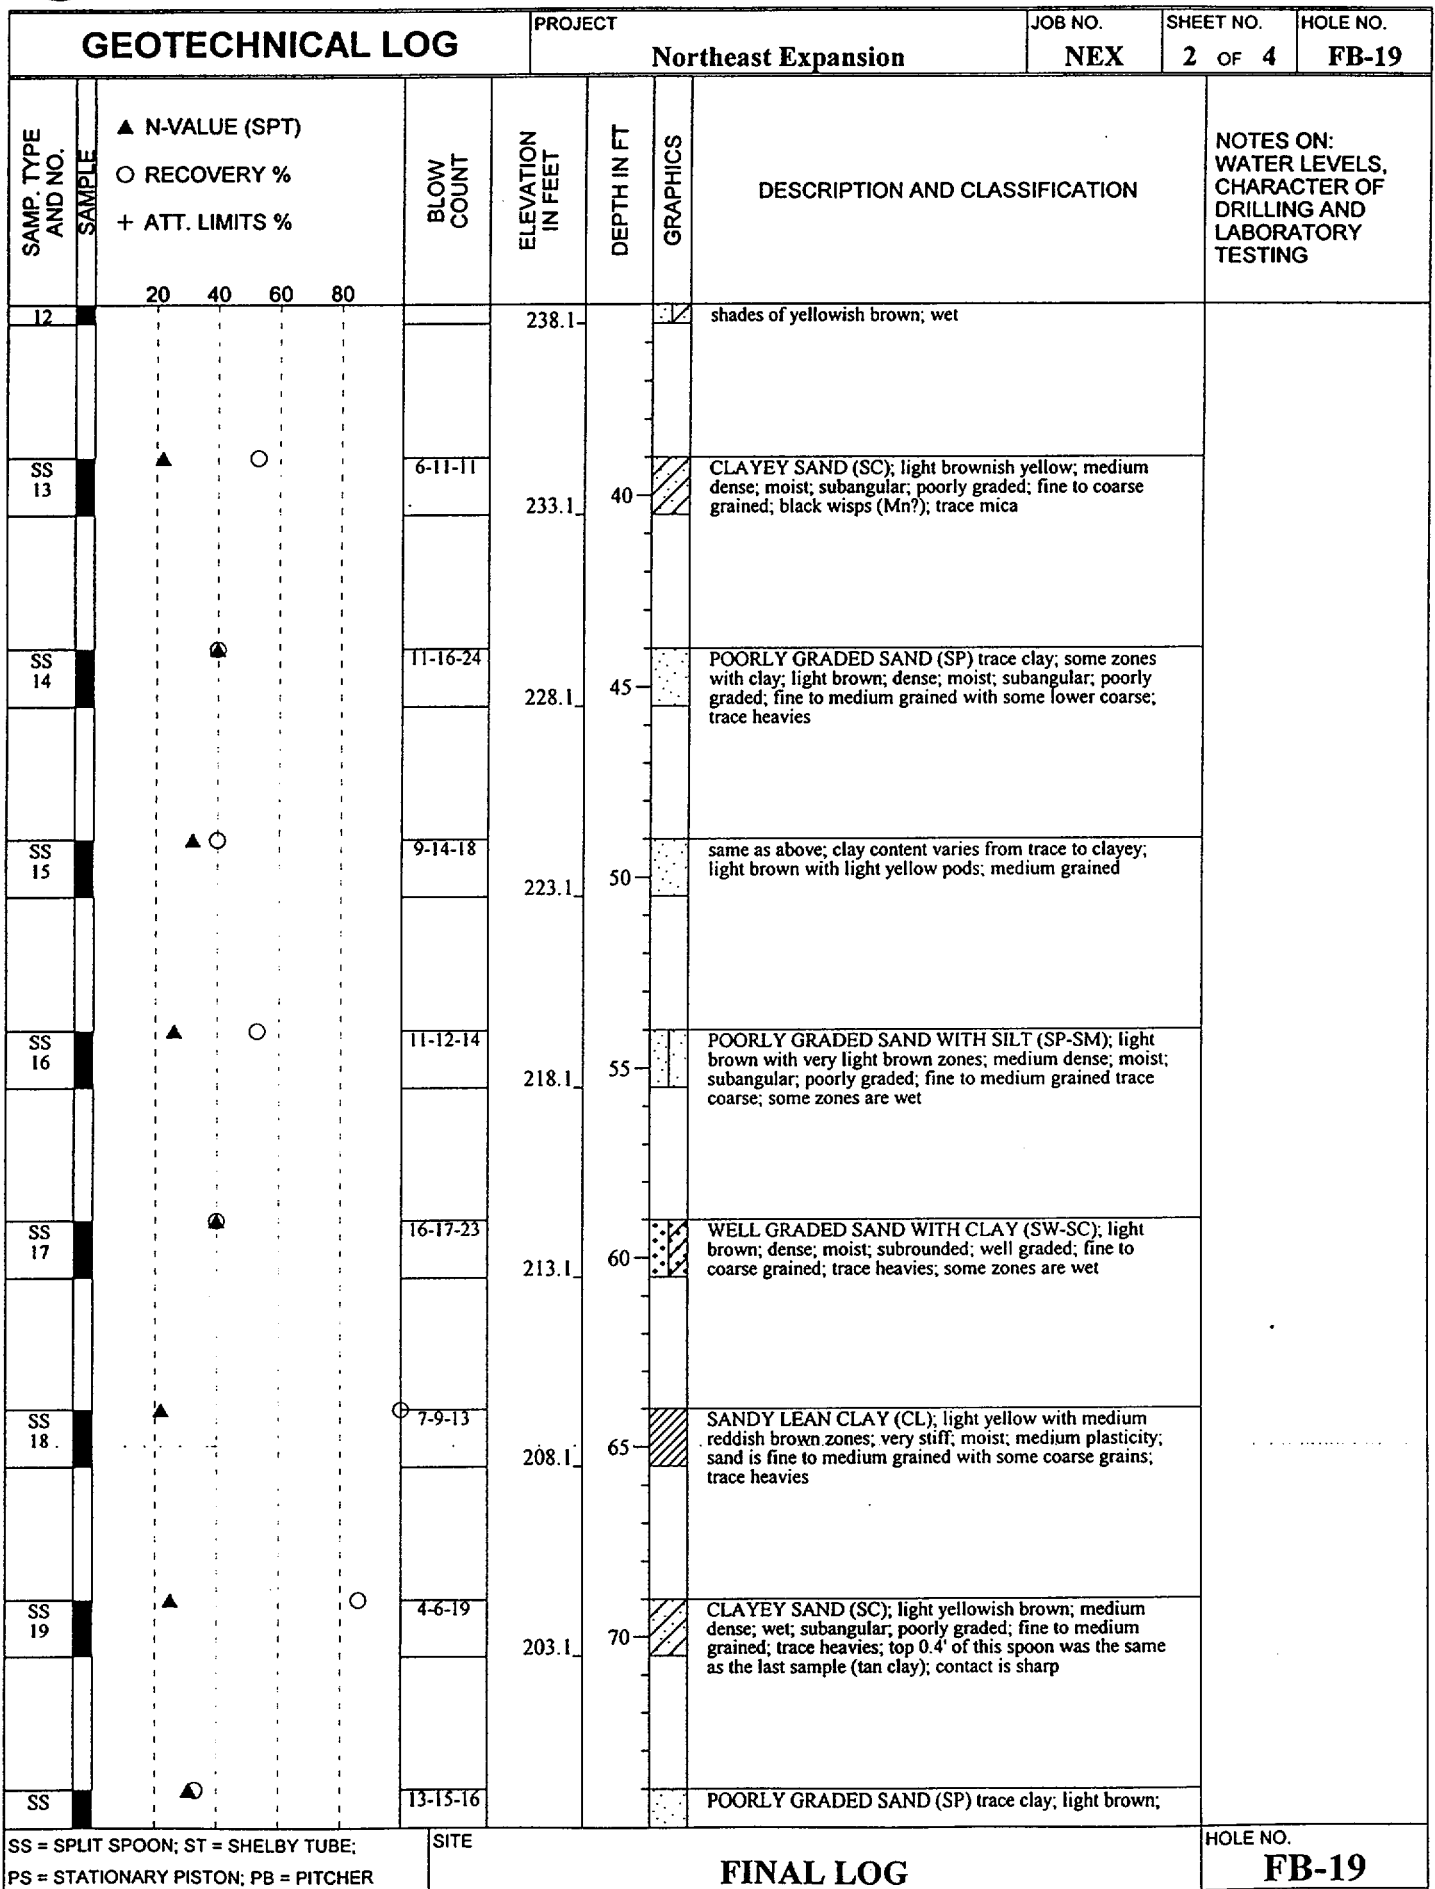 GEOTECHNICAL LOG
PROJECT
Northeast Expansion
JOB NO.
NEX
SHEET NO.
2 OF 4
HOLE NO.
FB-19
SAMP. TYPE
AND NO.
SAMPLE
▲ N-VALUE (SPT)
○ RECOVERY %
+ ATT. LIMITS %
20 40 60 80
BLOW
COUNT
ELEVATION
IN FEET
DEPTH IN FT
GRAPHICS
DESCRIPTION AND CLASSIFICATION
NOTES ON:
WATER LEVELS,
CHARACTER OF
DRILLING AND
LABORATORY
TESTING
12
238.1
shades of yellowish brown; wet
SS
13
6-11-11
233.1
40
CLAYEY SAND (SC); light brownish yellow; medium
dense; moist; subangular; poorly graded; fine to coarse
grained; black wisps (Mn?); trace mica
SS
14
11-16-24
228.1
45
POORLY GRADED SAND (SP) trace clay; some zones
with clay; light brown; dense; moist; subangular; poorly
graded; fine to medium grained with some lower coarse;
trace heavies
SS
15
9-14-18
223.1
50
same as above; clay content varies from trace to clayey;
light brown with light yellow pods; medium grained
SS
16
11-12-14
218.1
55
POORLY GRADED SAND WITH SILT (SP-SM); light
brown with very light brown zones; medium dense; moist;
subangular; poorly graded; fine to medium grained trace
coarse; some zones are wet
SS
17
16-17-23
213.1
60
WELL GRADED SAND WITH CLAY (SW-SC); light
brown; dense; moist; subrounded; well graded; fine to
coarse grained; trace heavies; some zones are wet
SS
18
7-9-13
208.1
65
SANDY LEAN CLAY (CL); light yellow with medium
reddish brown zones; very stiff; moist; medium plasticity;
sand is fine to medium grained with some coarse grains;
trace heavies
SS
19
4-6-19
203.1
70
CLAYEY SAND (SC); light yellowish brown; medium
dense; wet; subangular; poorly graded; fine to medium
grained; trace heavies; top 0.4' of this spoon was the same
as the last sample (tan clay); contact is sharp
SS
13-15-16
POORLY GRADED SAND (SP) trace clay; light brown;
SS = SPLIT SPOON; ST = SHELBY TUBE;
PS = STATIONARY PISTON; PB = PITCHER
SITE
FINAL LOG
HOLE NO.
FB-19